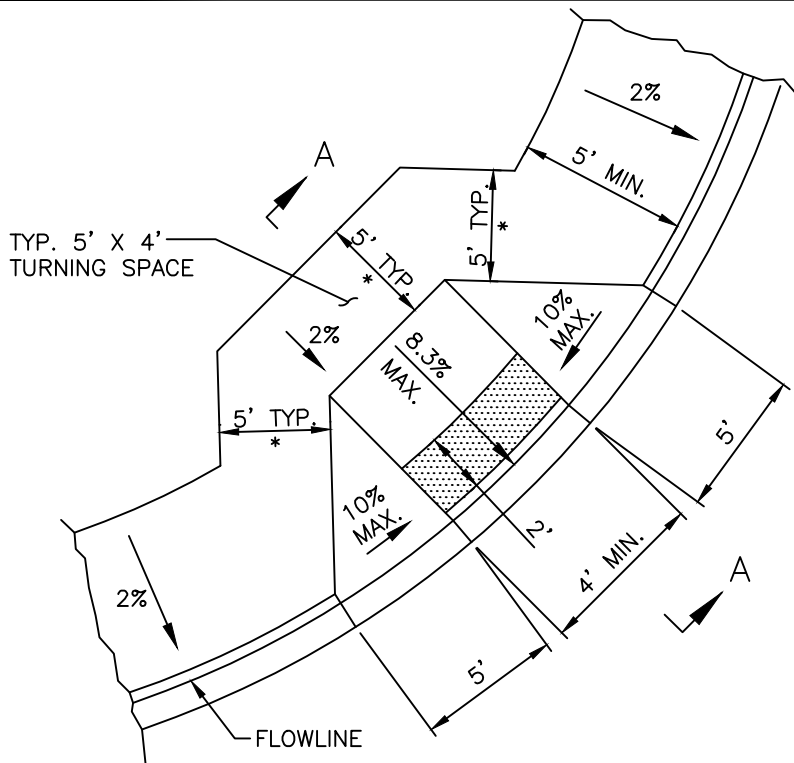 2%
5' MIN.
A
5' TYP.
*
TYP. 5' X 4'
TURNING SPACE
5' TYP.
*
2%
10%
MAX.
8.3%
MAX.
5' TYP.
*
5'
10%
MAX.
2'
4' MIN.
A
2%
5'
FLOWLINE